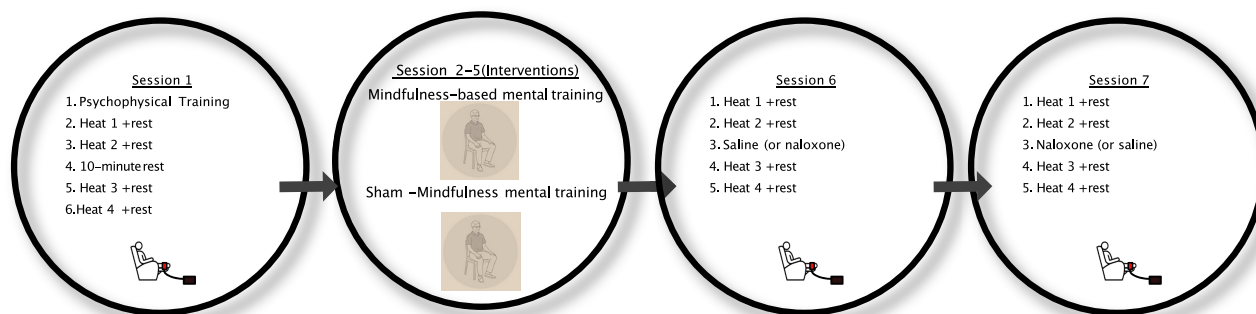 Session 1
1. Psychophysical Training
2. Heat 1 +rest
3. Heat 2 +rest
4. 10-minute rest
5. Heat 3 +rest
6.Heat 4 +rest
Session 2-5(Interventions)
Mindfulness-based mental training
Sham -Mindfulness mental training
Session 6
1. Heat 1 +rest
2. Heat 2 +rest
3. Saline (or naloxone)
4. Heat 3 +rest
5. Heat 4 +rest
Session 7
1. Heat 1 +rest
2. Heat 2 +rest
3. Naloxone (or saline)
4. Heat 3 +rest
5. Heat 4 +rest